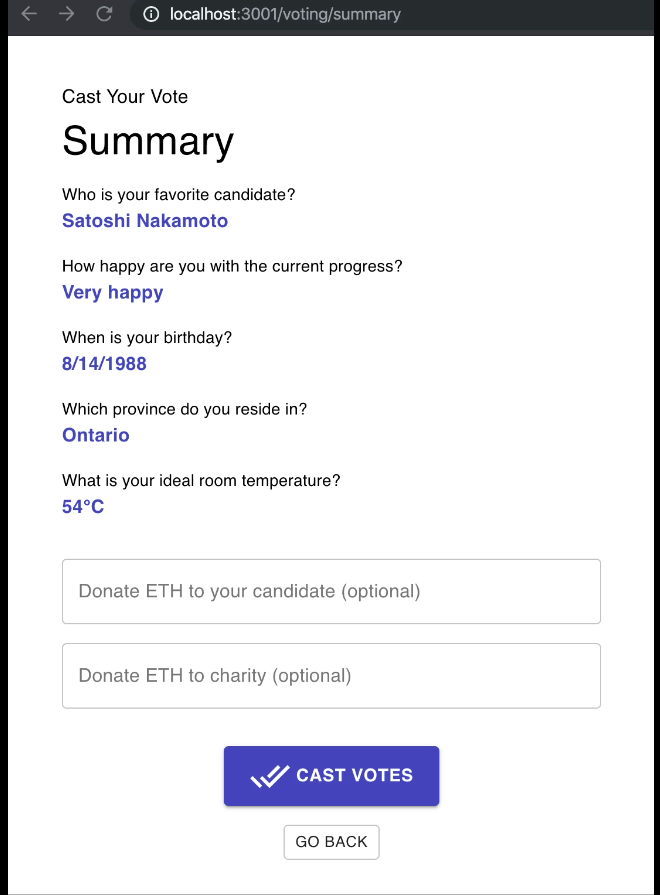 localhost:3001/voting/summary
Cast Your Vote
Summary
Who is your favorite candidate?
Satoshi Nakamoto
How happy are you with the current progress?
Very happy
When is your birthday?
8/14/1988
Which province do you reside in?
Ontario
What is your ideal room temperature?
54°C
Donate ETH to your candidate (optional)
Donate ETH to charity (optional)
CAST VOTES
GO BACK